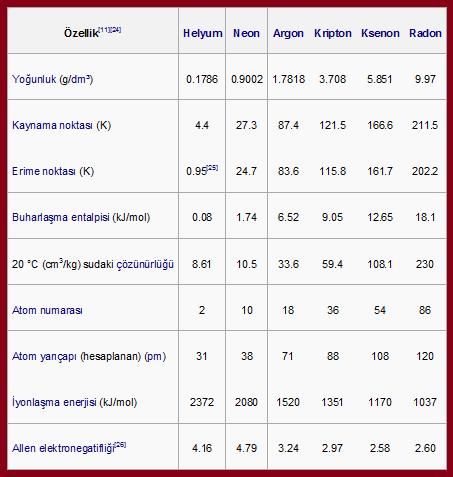 Özellik[11][24] Helyum Neon Argon Kripton Ksenon Radon
Yoğunluk (g/dm³) 0.1786 0.9002 1.7818 3.708 5.851 9.97
Kaynama noktası (K) 4.4 27.3 87.4 121.5 166.6 211.5
Erime noktası (K) 0.95[25] 24.7 83.6 115.8 161.7 202.2
Buharlaşma entalpisi (kJ/mol) 0.08 1.74 6.52 9.05 12.65 18.1
20 °C (cm³/kg) sudaki çözünürlüğü 8.61 10.5 33.6 59.4 108.1 230
Atom numarası 2 10 18 36 54 86
Atom yarıçapı (hesaplanan) (pm) 31 38 71 88 108 120
İyonlaşma enerjisi (kJ/mol) 2372 2080 1520 1351 1170 1037
Allen elektronegatifliği[26] 4.16 4.79 3.24 2.97 2.58 2.60